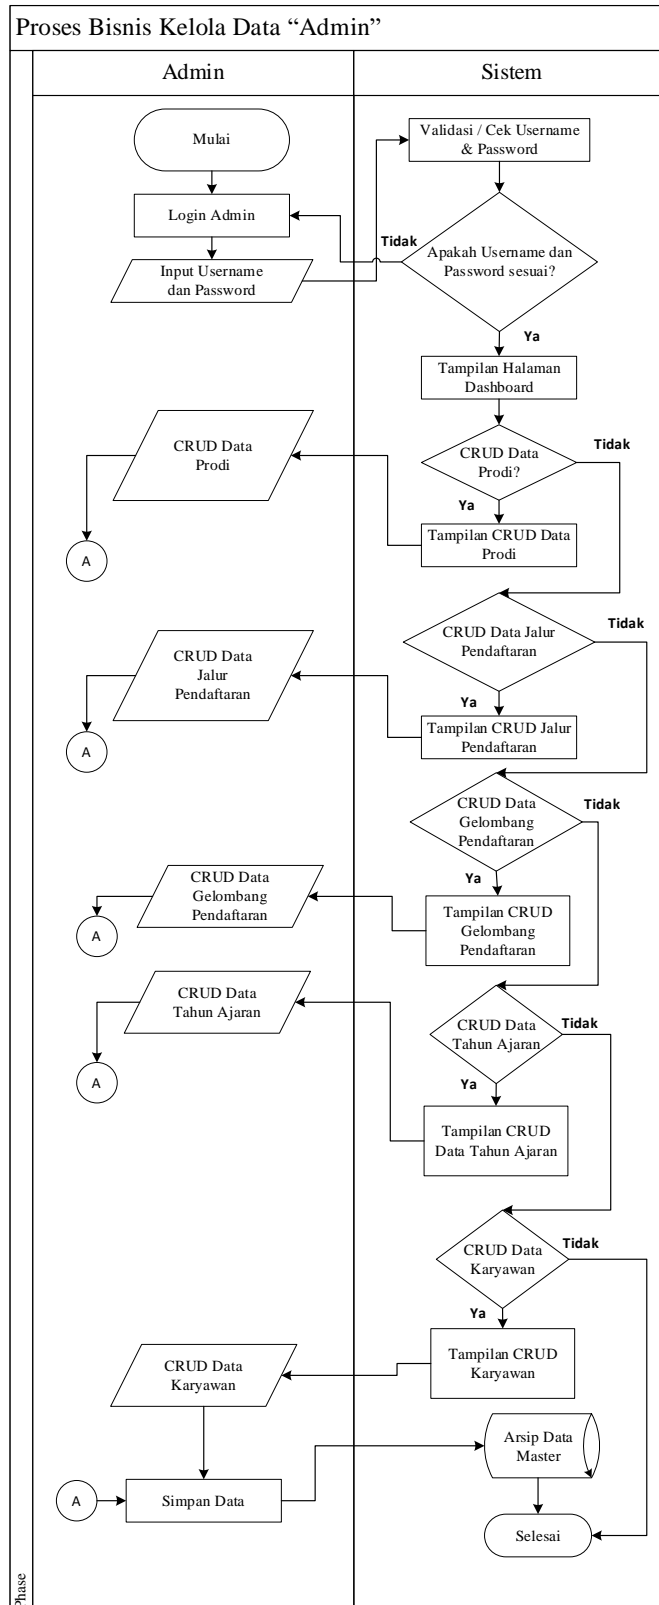 Proses Bisnis Kelola Data “Admin”
Admin
Sistem
Mulai
Validasi / Cek Username
& Password
Login Admin
Tidak
Apakah Username dan
Password sesuai?
Input Username
dan Password
Ya
Tampilan Halaman
Dashboard
CRUD Data
Prodi
CRUD Data
Prodi?
Tidak
Ya
Tampilan CRUD Data
Prodi
A
CRUD Data
Jalur
Pendaftaran
CRUD Data Jalur
Pendaftaran
Tidak
Ya
Tampilan CRUD Jalur
Pendaftaran
A
CRUD Data
Gelombang
Pendaftaran
Tidak
Ya
CRUD Data
Gelombang
Pendaftaran
Tampilan CRUD
Gelombang
Pendaftaran
A
CRUD Data
Tahun Ajaran
CRUD Data
Tahun Ajaran
Tidak
Ya
A
Tampilan CRUD
Data Tahun Ajaran
CRUD Data
Karyawan
Tidak
Ya
Tampilan CRUD
Karyawan
CRUD Data
Karyawan
Arsip Data
Master
A
Simpan Data
Selesai
Phase